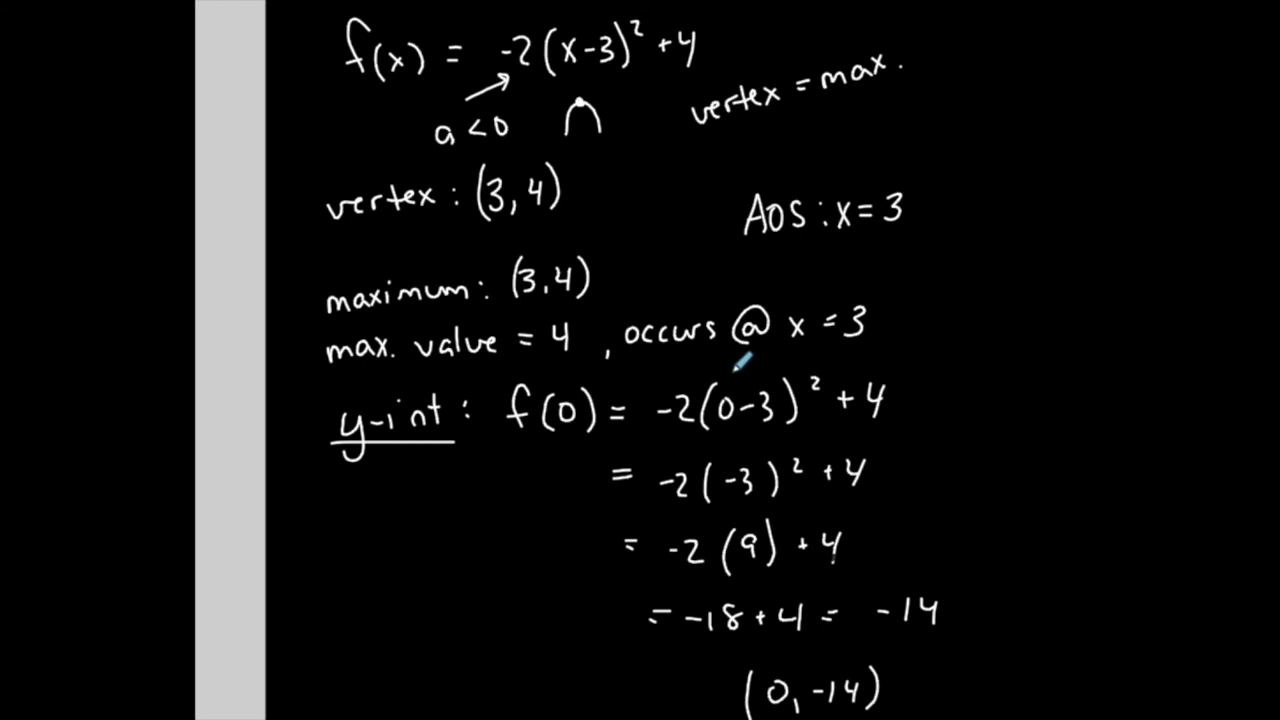 f(x) = -2(x-3)² +4
a<0
vertex = max.
vertex : (3,4)
AOS : x=3
maximum: (3,4)
max. value = 4 , occurs @ x =3
y-int : f(0) = -2(0-3)² +4
= -2(-3)² +4
= -2(9) +4
= -18+4 = -14
(0, -14)